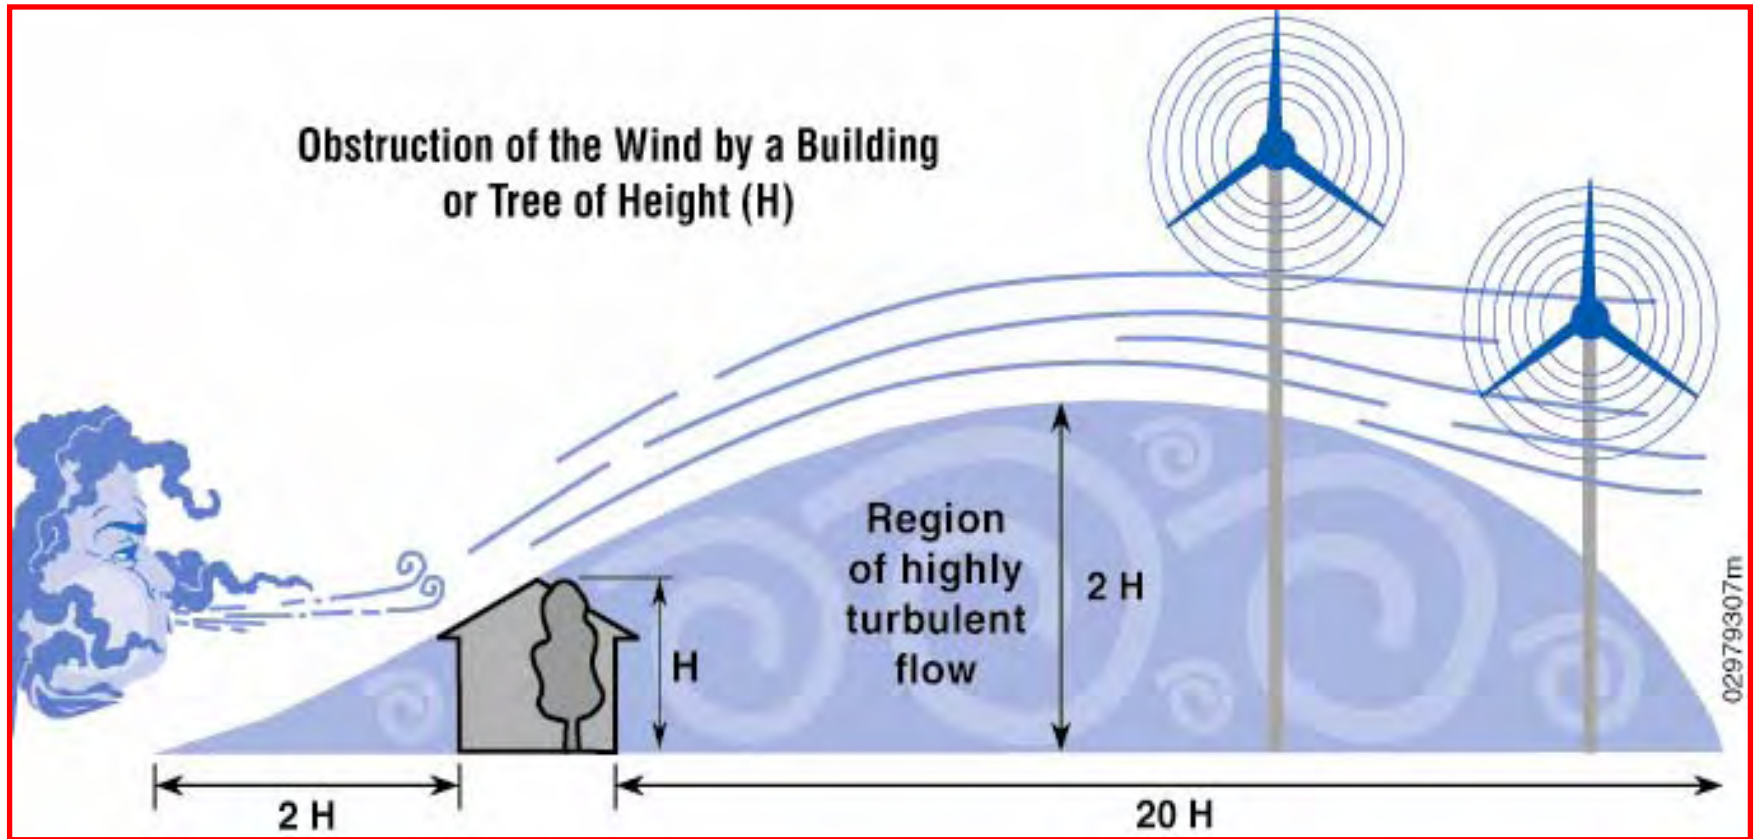 Obstruction of the Wind by a Building
or Tree of Height (H)
Region
of highly
turbulent
flow
2 H
H
2 H
20 H
02979307m